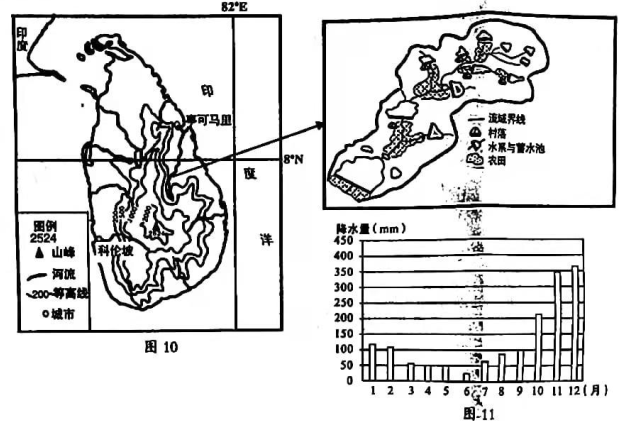 82°E
印度
印
度
洋
亭可马里
8°N
科伦坡
图例
2524
山峰
河流
200 等高线
城市
图 10
流域界线
村落
水系与蓄水池
农田
降水量(mm)
450
400
350
300
250
200
150
100
50
0
1 2 3 4 5 6 7 8 9 10 11 12(月)
图 11